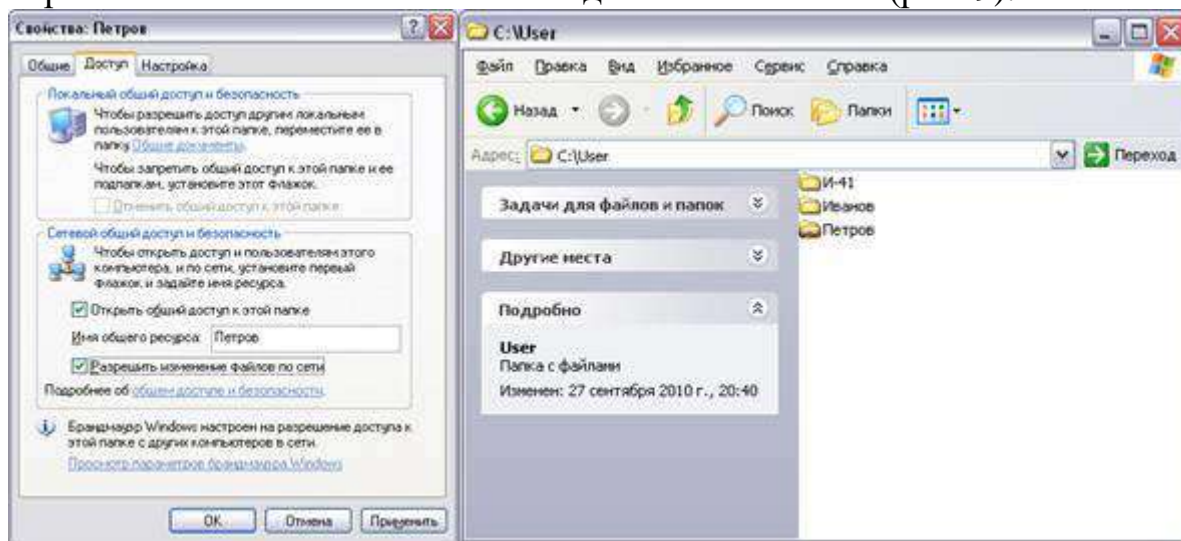 Свойства: Петров
Общие Доступ Настройка
Локальный общий доступ и безопасность
Чтобы разрешить доступ другим локальным
пользователям к этой папке, переместите ее в
папку Общие документы.
Чтобы запретить общий доступ к этой папке и ее
подпапкам, установите этот флажок.
Отменить общий доступ к этой папке
Сетевой общий доступ и безопасность
Чтобы открыть доступ и пользователям этого
компьютера, и по сети, установите первый
флажок и задайте имя ресурса.
Открыть общий доступ к этой папке
Имя общего ресурса: Петров
Разрешить изменение файлов по сети
Подробнее об общем доступе и безопасности.
Брандмауэр Windows настроен на разрешение доступа к
этой папке с других компьютеров в сети.
Просмотр параметров брандмауэра Windows
ОК Отмена Применить
C:\User
Файл Правка Вид Избранное Сервис Справка
Назад Поиск Папки
Адрес: C:\User Переход
Задачи для файлов и папок
Другие места
Подробно
User
Папка с файлами
Изменен: 27 сентября 2010 г., 20:40
И-41
Иванов
Петров